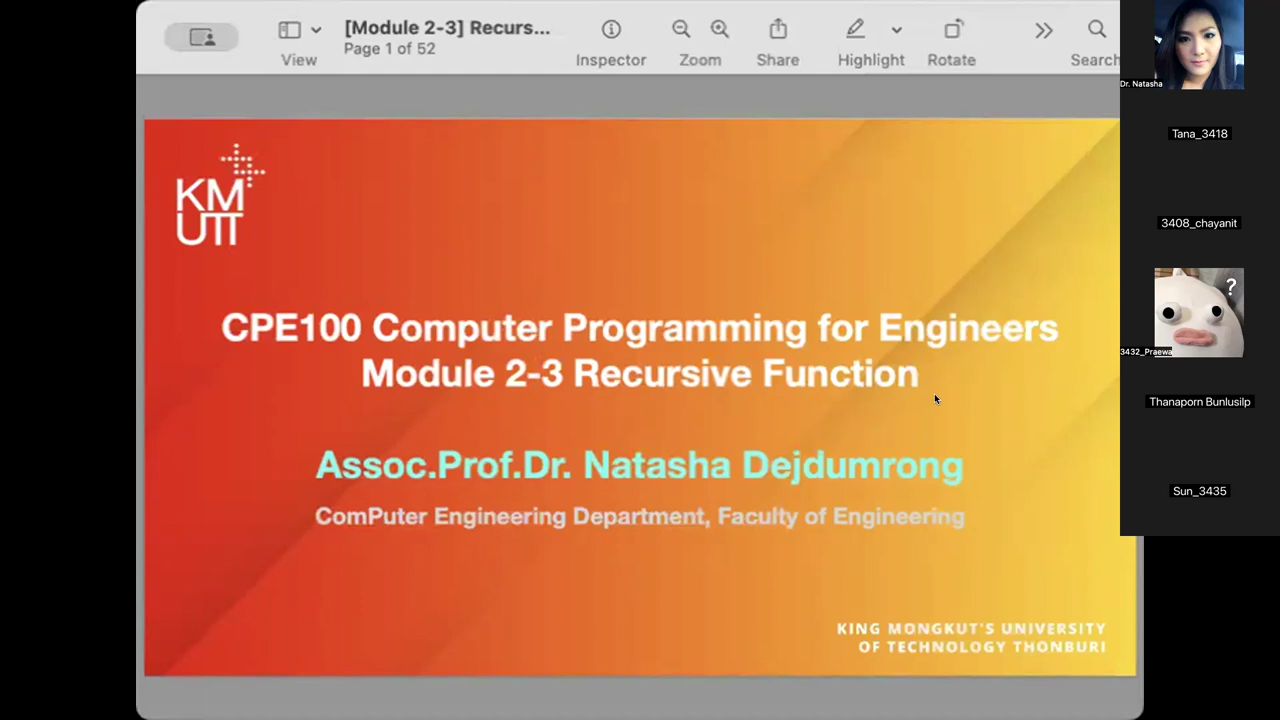 [Module 2-3] Recurs...
Page 1 of 52
View
Inspector
Zoom
Share
Highlight
Rotate
Search
KM
UTT
CPE100 Computer Programming for Engineers
Module 2-3 Recursive Function
Assoc.Prof.Dr. Natasha Dejdumrong
ComPuter Engineering Department, Faculty of Engineering
KING MONGKUT'S UNIVERSITY
OF TECHNOLOGY THONBURI
Dr. Natasha
Tana_3418
3408_chayanit
?
3432_Praewa
Thanaporn Bunlusilp
Sun_3435